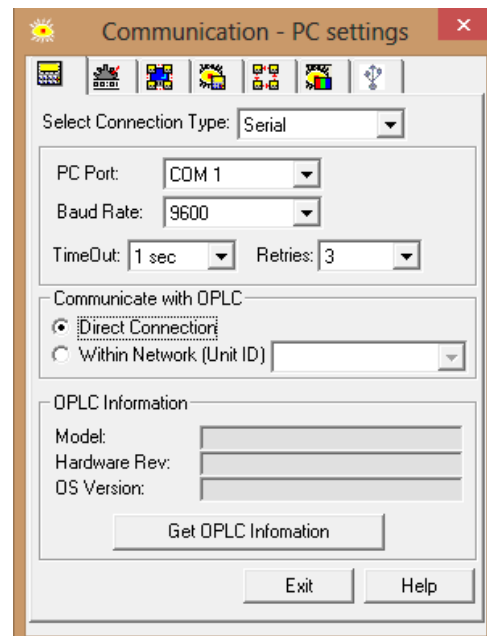 Communication - PC settings
Select Connection Type: Serial
PC Port: COM 1
Baud Rate: 9600
TimeOut: 1 sec Retries: 3
Communicate with OPLC
Direct Connection
Within Network (Unit ID)
OPLC Information
Model:
Hardware Rev:
OS Version:
Get OPLC Infomation
Exit Help